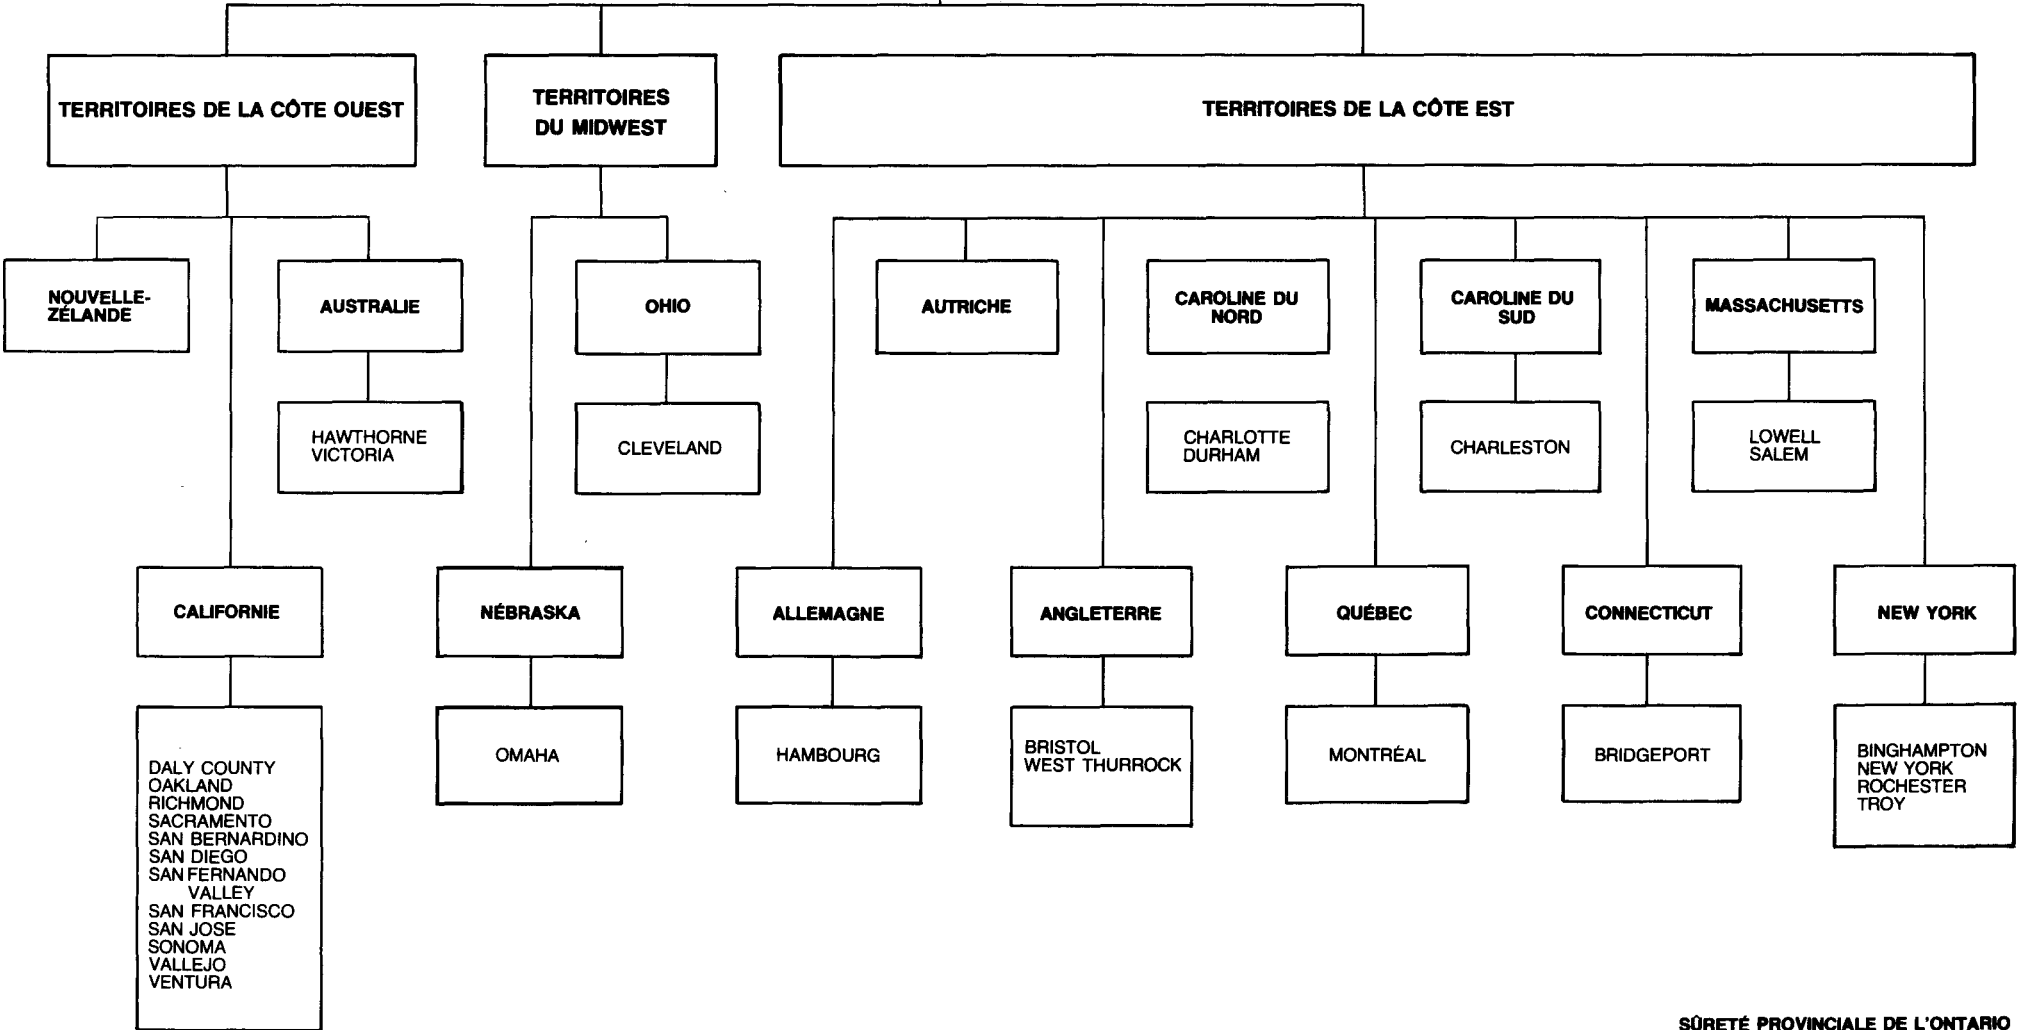 TERRITOIRES DE LA CÔTE OUEST
TERRITOIRES
DU MIDWEST
TERRITOIRES DE LA CÔTE EST
NOUVELLE-
ZÉLANDE
AUSTRALIE
OHIO
AUTRICHE
CAROLINE DU
NORD
CAROLINE DU
SUD
MASSACHUSETTS
HAWTHORNE
VICTORIA
CLEVELAND
CHARLOTTE
DURHAM
CHARLESTON
LOWELL
SALEM
CALIFORNIE
NÉBRASKA
ALLEMAGNE
ANGLETERRE
QUÉBEC
CONNECTICUT
NEW YORK
DALY COUNTY
OAKLAND
RICHMOND
SACRAMENTO
SAN BERNARDINO
SAN DIEGO
SAN FERNANDO
VALLEY
SAN FRANCISCO
SAN JOSE
SONOMA
VALLEJO
VENTURA
OMAHA
HAMBOURG
BRISTOL
WEST THURROCK
MONTRÉAL
BRIDGEPORT
BINGHAMPTON
NEW YORK
ROCHESTER
TROY
SÛRETÉ PROVINCIALE DE L'ONTARIO